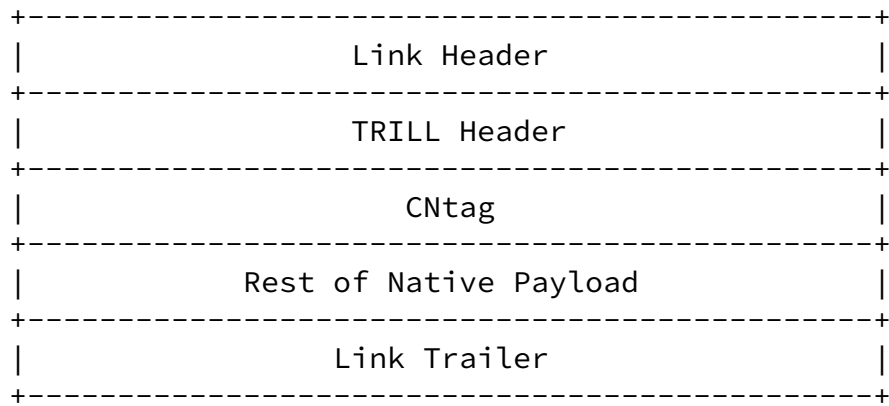 Link Header
TRILL Header
CNtag
Rest of Native Payload
Link Trailer